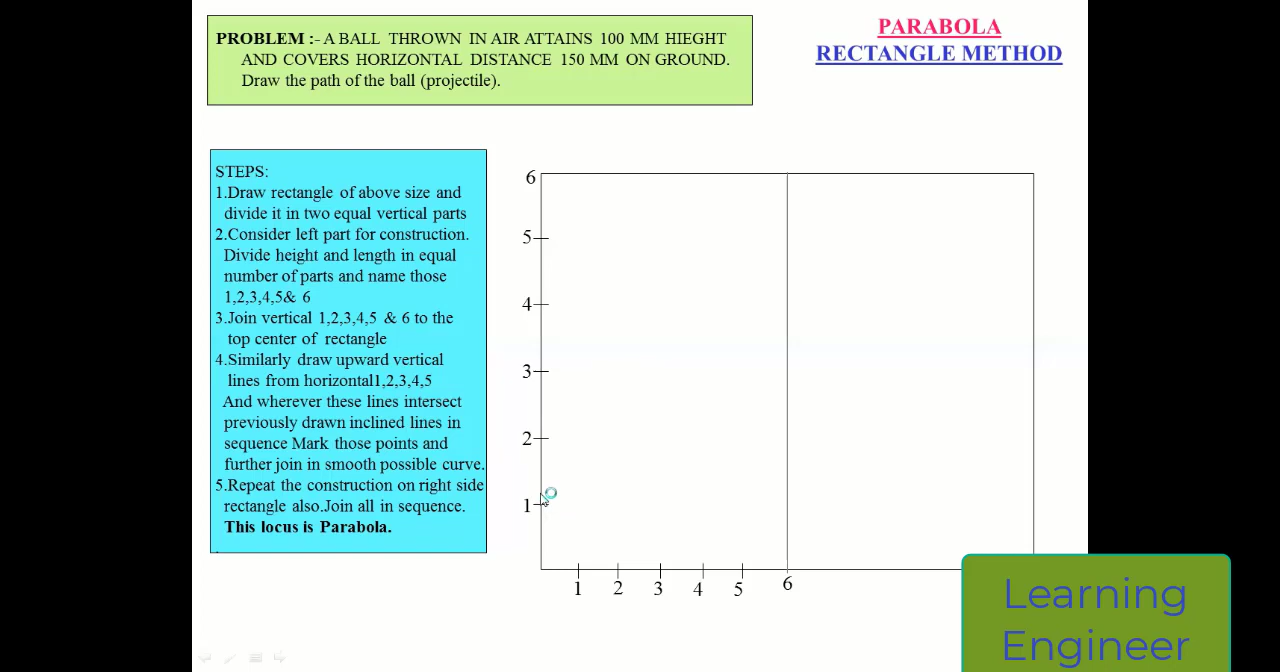 PROBLEM :- A BALL THROWN IN AIR ATTAINS 100 MM HIEGHT
AND COVERS HORIZONTAL DISTANCE 150 MM ON GROUND.
Draw the path of the ball (projectile).
PARABOLA
RECTANGLE METHOD
STEPS:
1.Draw rectangle of above size and
divide it in two equal vertical parts
2.Consider left part for construction.
Divide height and length in equal
number of parts and name those
1,2,3,4,5& 6
3.Join vertical 1,2,3,4,5 & 6 to the
top center of rectangle
4.Similarly draw upward vertical
lines from horizontal1,2,3,4,5
And wherever these lines intersect
previously drawn inclined lines in
sequence Mark those points and
further join in smooth possible curve.
5.Repeat the construction on right side
rectangle also.Join all in sequence.
This locus is Parabola.
.
6
5
4
3
2
1
1 2 3 4 5 6
Learning
Engineer